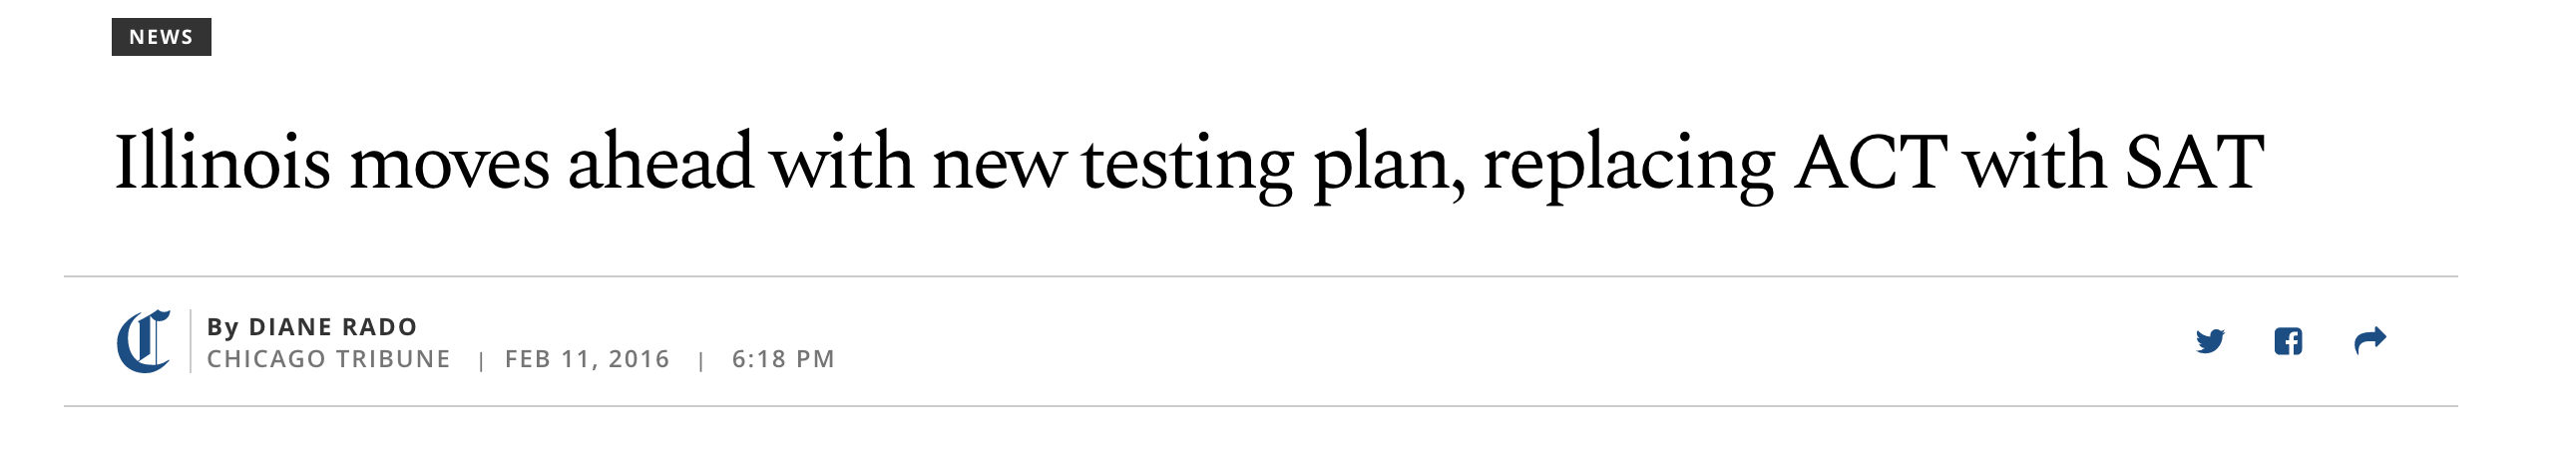 NEWS
Illinois moves ahead with new testing plan, replacing ACT with SAT
By DIANE RADO
CHICAGO TRIBUNE | FEB 11, 2016 | 6:18 PM